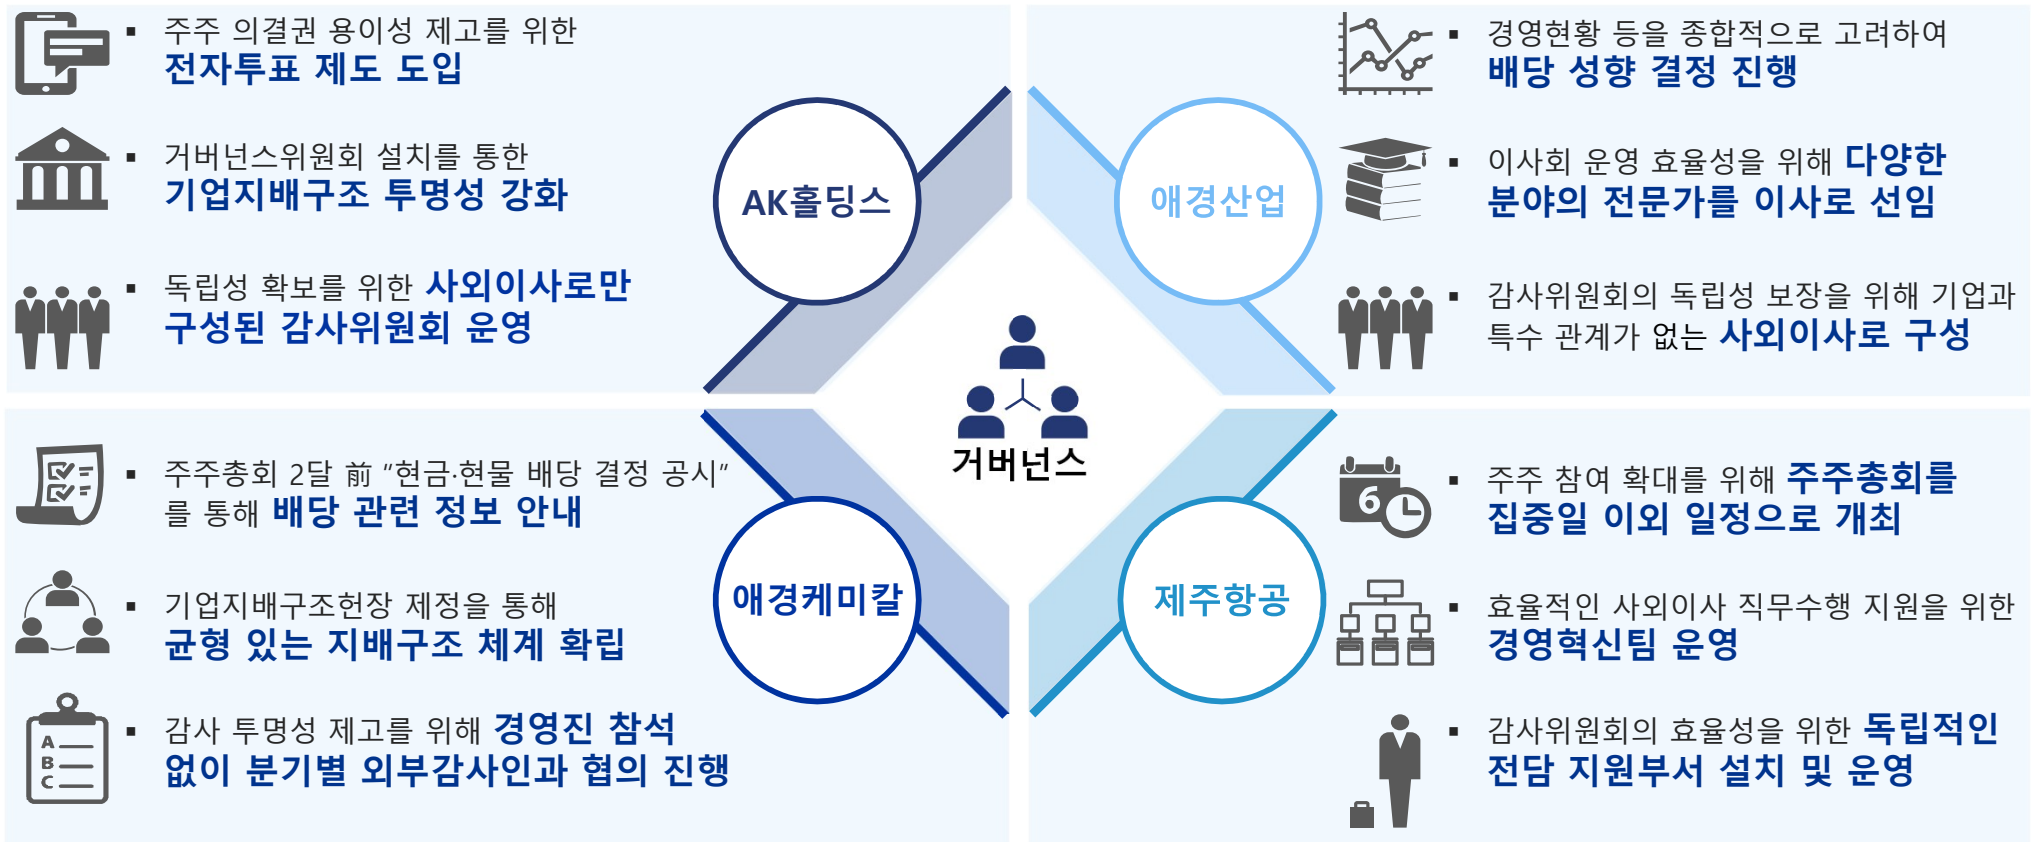 주주 의결권 용이성 제고를 위한
전자투표 제도 도입
거버넌스위원회 설치를 통한
기업지배구조 투명성 강화
독립성 확보를 위한 사외이사로만
구성된 감사위원회 운영
AK홀딩스
경영현황 등을 종합적으로 고려하여
배당 성향 결정 진행
이사회 운영 효율성을 위해 다양한
분야의 전문가를 이사로 선임
감사위원회의 독립성 보장을 위해 기업과
특수 관계가 없는 사외이사로 구성
애경산업
거버넌스
주주총회 2달 前 “현금·현물 배당 결정 공시”
를 통해 배당 관련 정보 안내
기업지배구조헌장 제정을 통해
균형 있는 지배구조 체계 확립
A
B
C
감사 투명성 제고를 위해 경영진 참석
없이 분기별 외부감사인과 협의 진행
애경케미칼
6
주주 참여 확대를 위해 주주총회를
집중일 이외 일정으로 개최
효율적인 사외이사 직무수행 지원을 위한
경영혁신팀 운영
감사위원회의 효율성을 위한 독립적인
전담 지원부서 설치 및 운영
제주항공